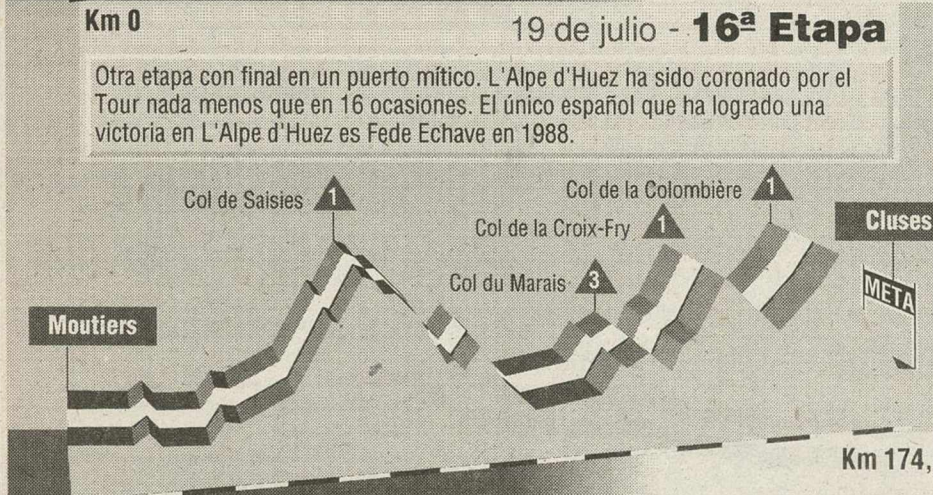 Km 0
19 de julio - 16ª Etapa
Otra etapa con final en un puerto mítico. L'Alpe d'Huez ha sido coronado por el
Tour nada menos que en 16 ocasiones. El único español que ha logrado una
victoria en L'Alpe d'Huez es Fede Echave en 1988.
Col de Saisies 1
Col de la Colombière 1
Col de la Croix-Fry 1
Cluses
Col du Marais 3
META
Moutiers
Km 174,